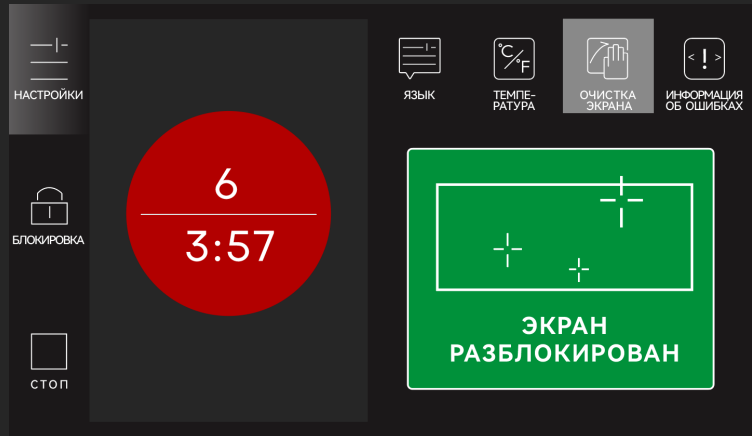 НАСТРОЙКИ
БЛОКИРОВКА
СТОП
6
3:57
ЯЗЫК
°C/°F
ТЕМПЕ-
РАТУРА
ОЧИСТКА
ЭКРАНА
< ! >
ИНФОРМАЦИЯ
ОБ ОШИБКАХ
ЭКРАН
РАЗБЛОКИРОВАН